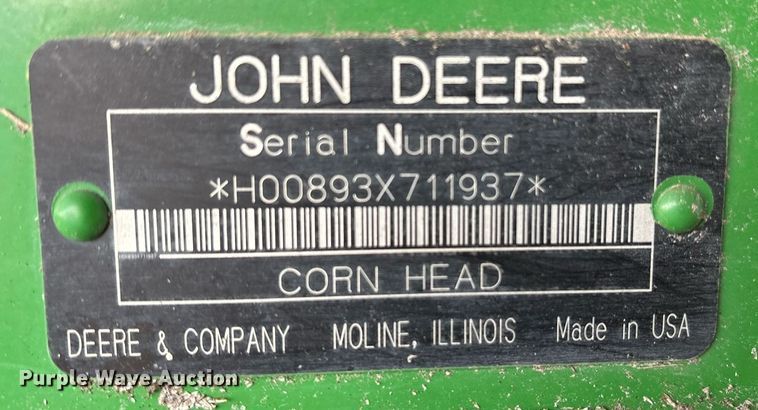 JOHN DEERE
Serial Number
*H00893X711937*
CORN HEAD
DEERE & COMPANY MOLINE, ILLINOIS Made in USA
Purple Wave Auction